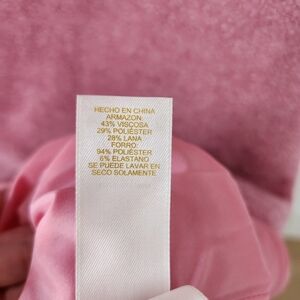 HECHO EN CHINA
ARMAZON:
43% VISCOSA
29% POLIÉSTER
28% LANA
FORRO:
94% POLIÉSTER
6% ELASTANO
SE PUEDE LAVAR EN
SECO SOLAMENTE